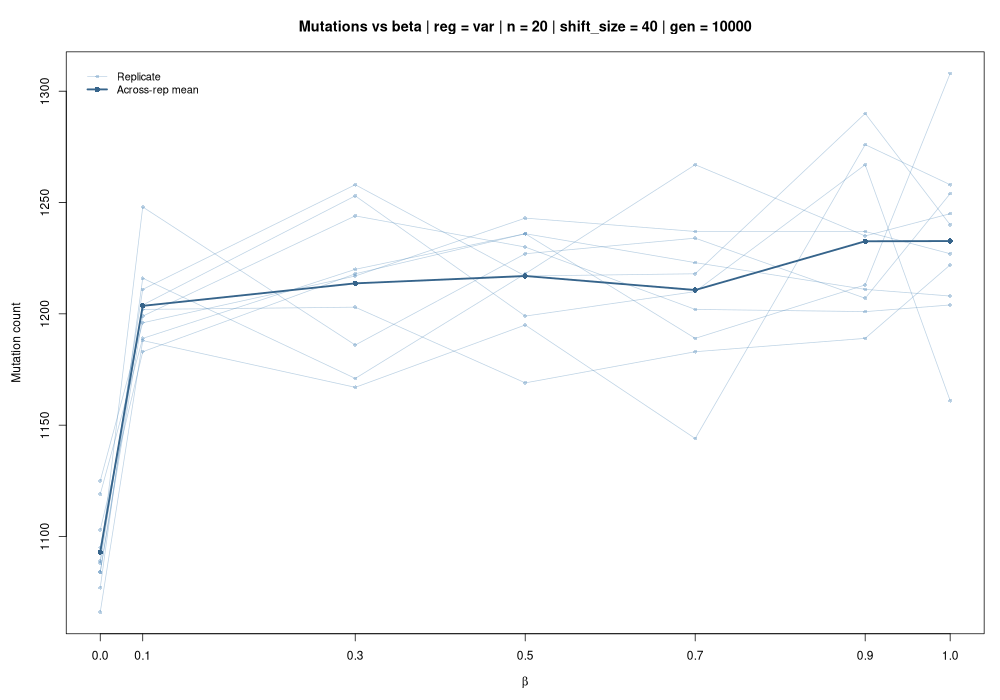 Mutations vs beta | reg = var | n = 20 | shift_size = 40 | gen = 10000
Replicate
Across-rep mean
Mutation count
1300
1250
1200
1150
1100
0.0 0.1 0.3 0.5 0.7 0.9 1.0
β